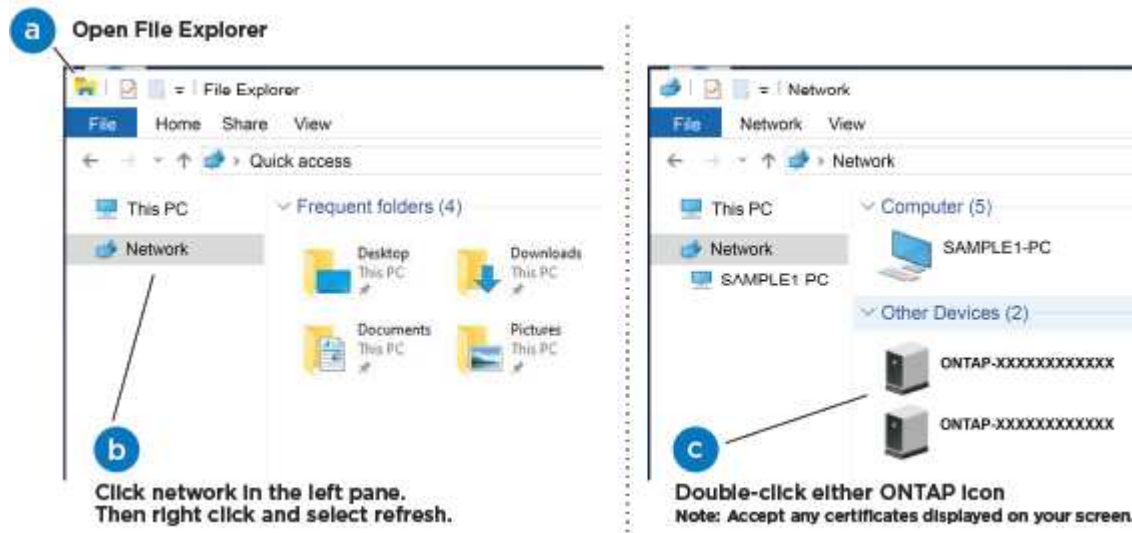 a Open File Explorer
File Explorer
File Home Share View
Quick access
This PC
Network
Frequent folders (4)
Desktop
This PC
Downloads
This PC
Documents
This PC
Pictures
This PC
b
Click network in the left pane.
Then right click and select refresh.
Network
File Network View
Network
This PC
Network
SAMPLE1 PC
Computer (5)
SAMPLE1-PC
Other Devices (2)
ONTAP-XXXXXXXXXXXX
ONTAP-XXXXXXXXXXXX
c
Double-click either ONTAP icon
Note: Accept any certificates displayed on your screen.